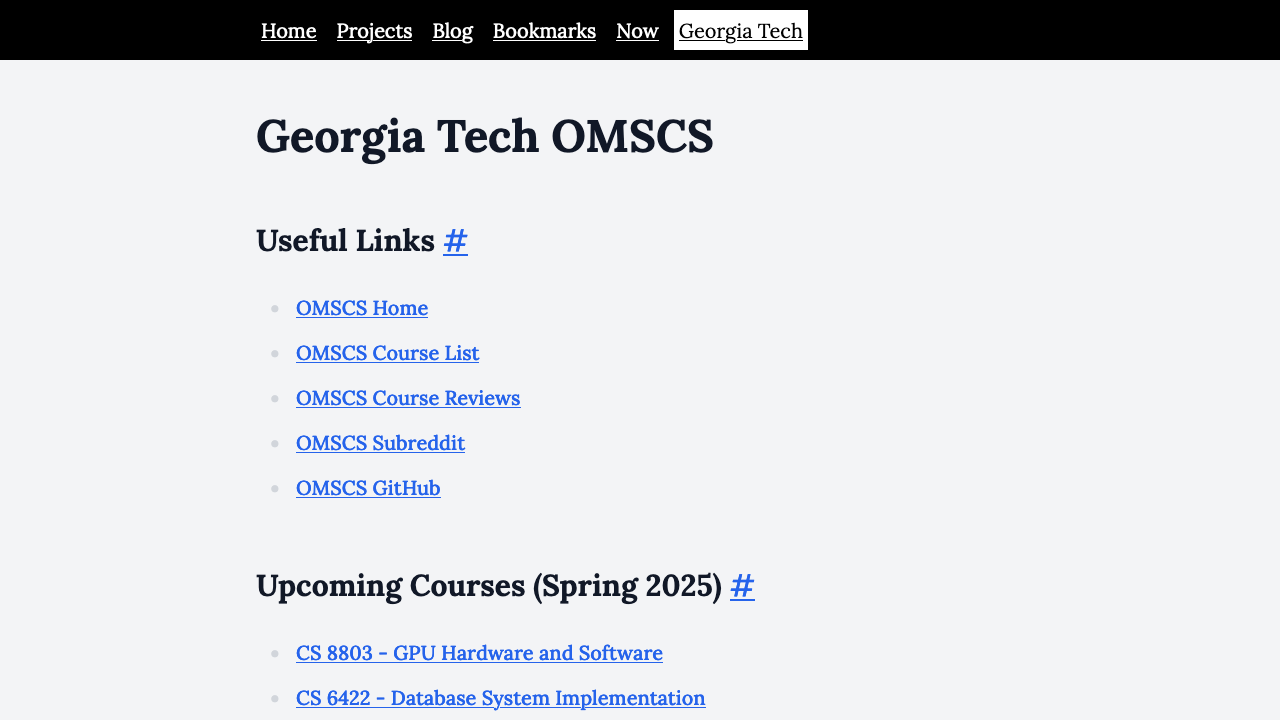 Home Projects Blog Bookmarks Now Georgia Tech
Georgia Tech OMSCS
Useful Links #
OMSCS Home
OMSCS Course List
OMSCS Course Reviews
OMSCS Subreddit
OMSCS GitHub
Upcoming Courses (Spring 2025) #
CS 8803 - GPU Hardware and Software
CS 6422 - Database System Implementation